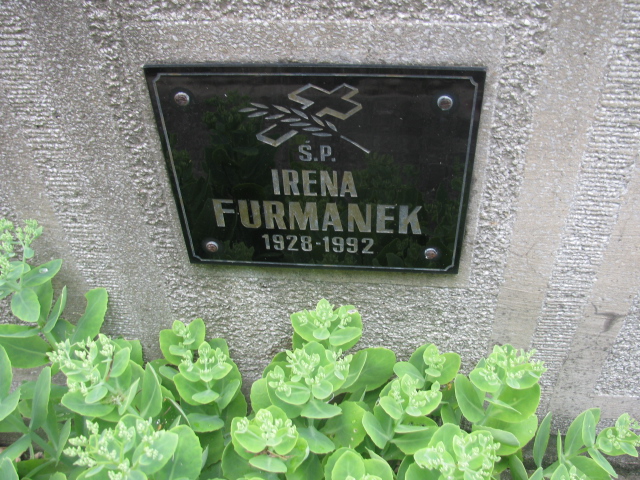 Ś.P.
IRENA
FURMANEK
1928-1992